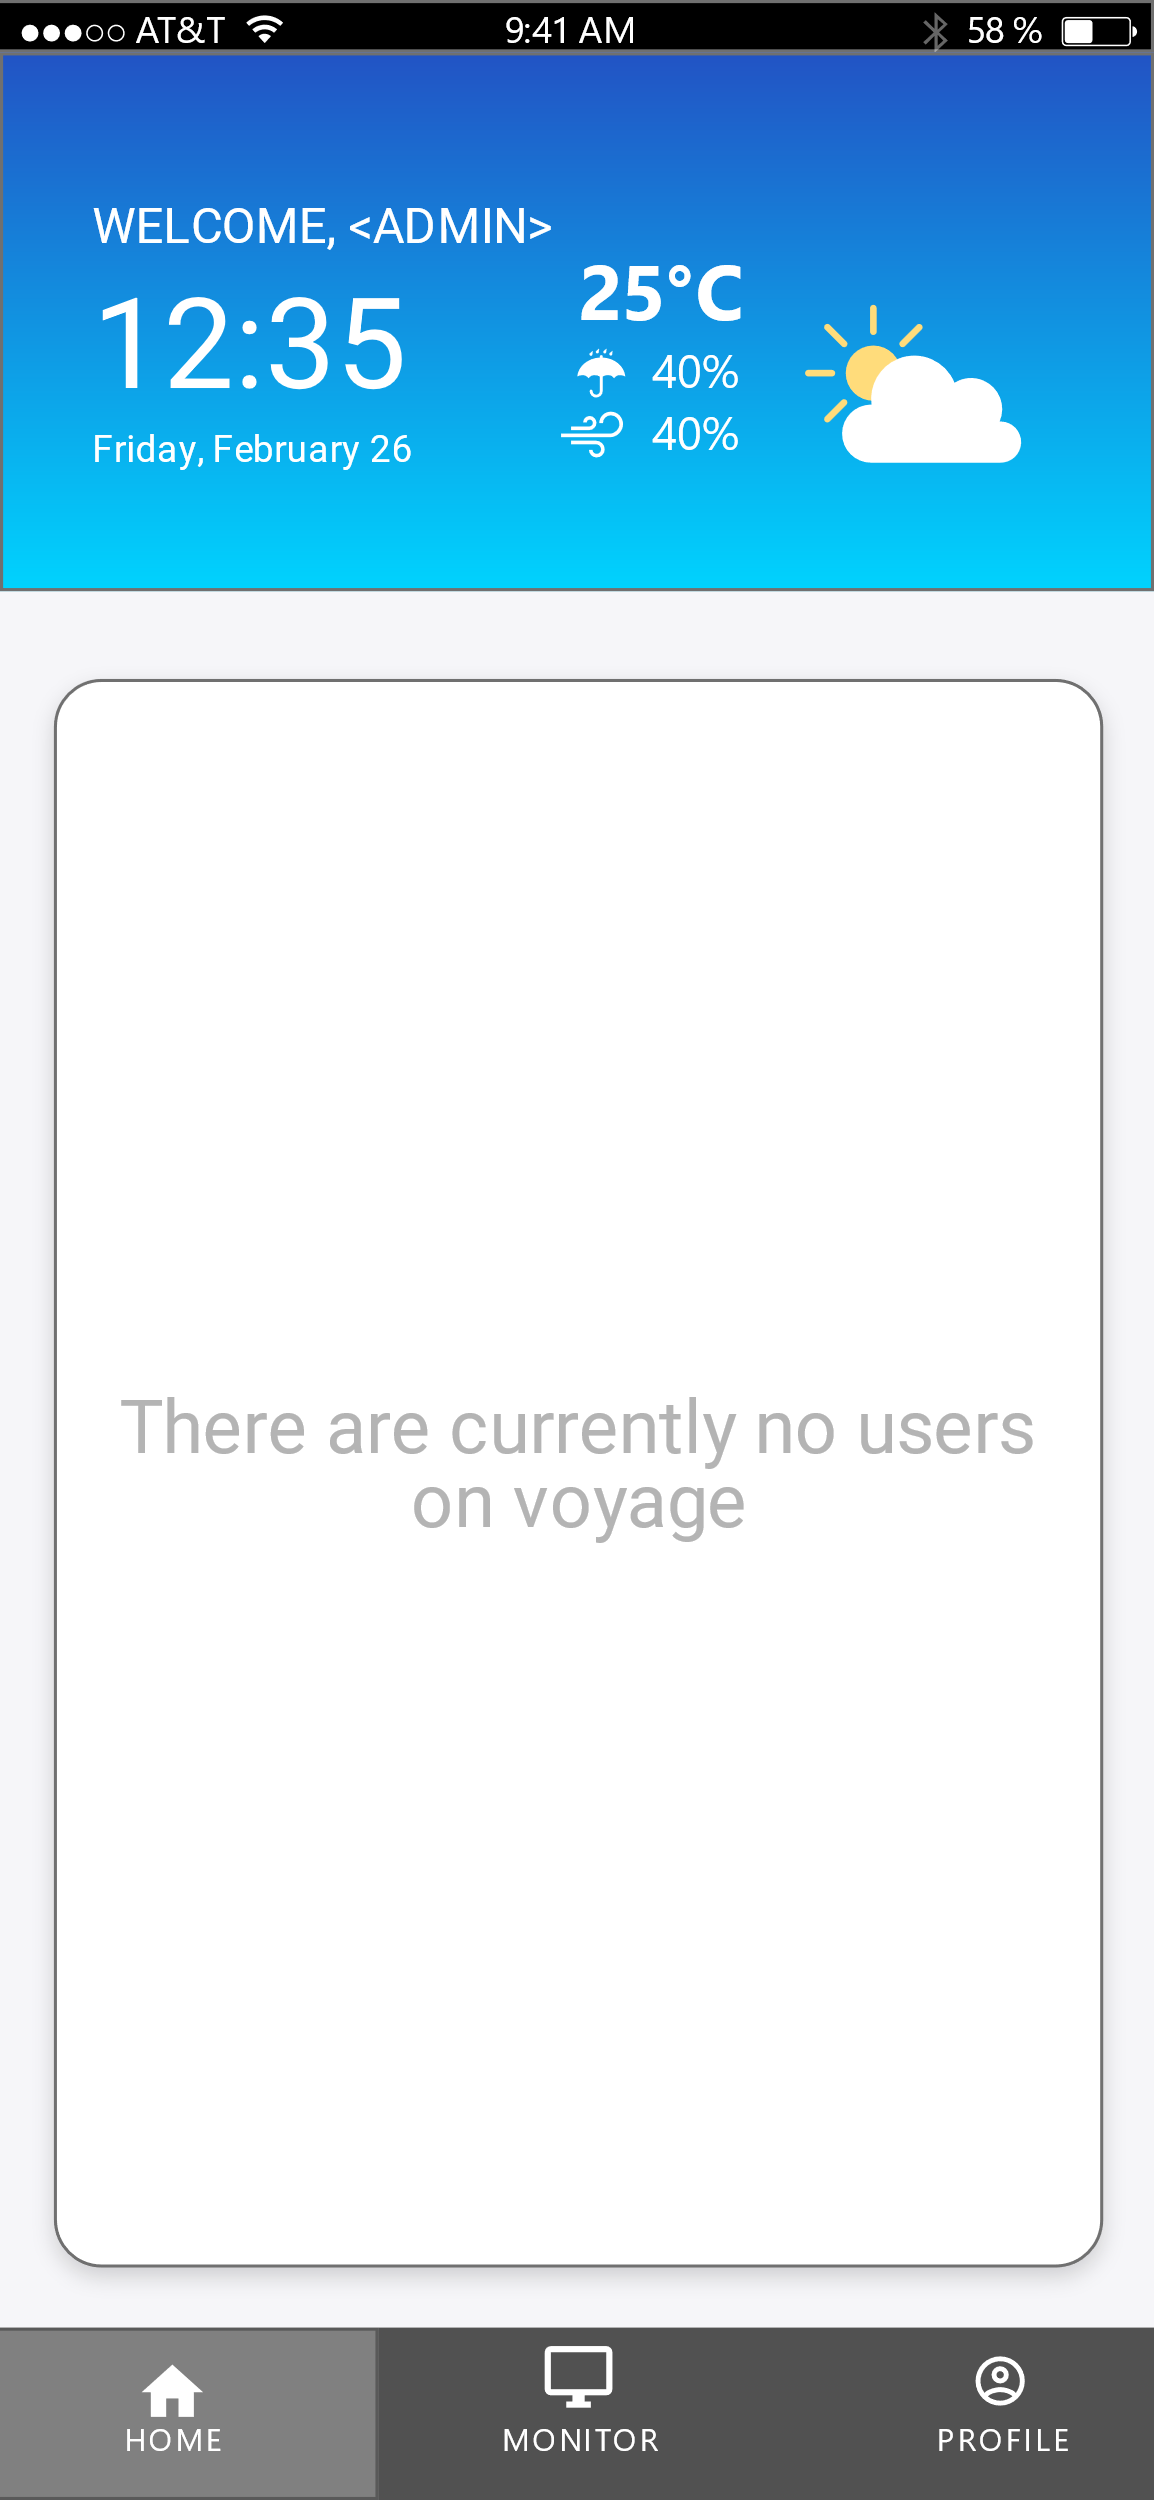 AT&T 9:41 AM 58 %
WELCOME, <ADMIN>
12:35
Friday, February 26
25°C
40%
40%
There are currently no users
on voyage
HOME MONITOR PROFILE